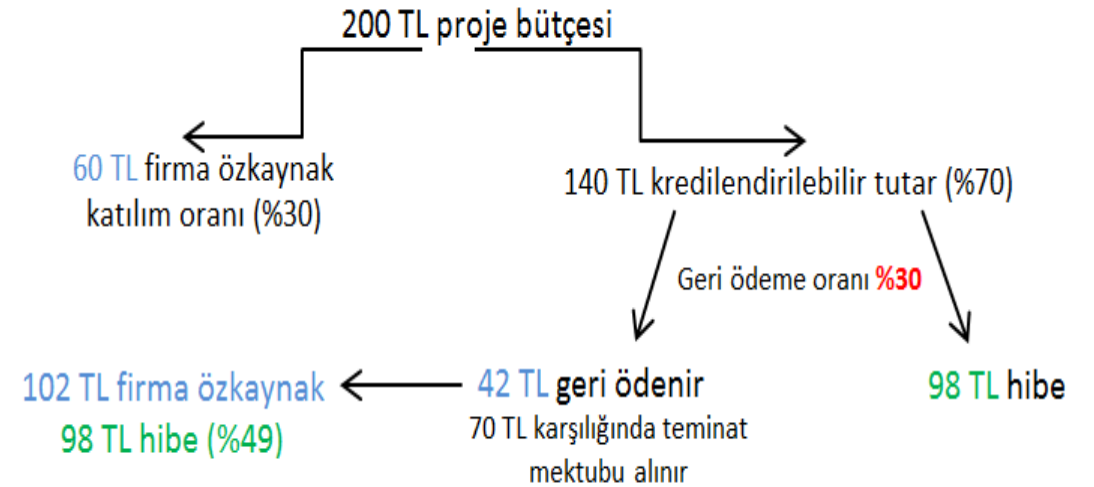 200 TL proje bütçesi
60 TL firma özkaynak
katılım oranı (%30)
140 TL kredilendirilebilir tutar (%70)
Geri ödeme oranı %30
102 TL firma özkaynak
98 TL hibe (%49)
42 TL geri ödenir
70 TL karşılığında teminat
mektubu alınır
98 TL hibe